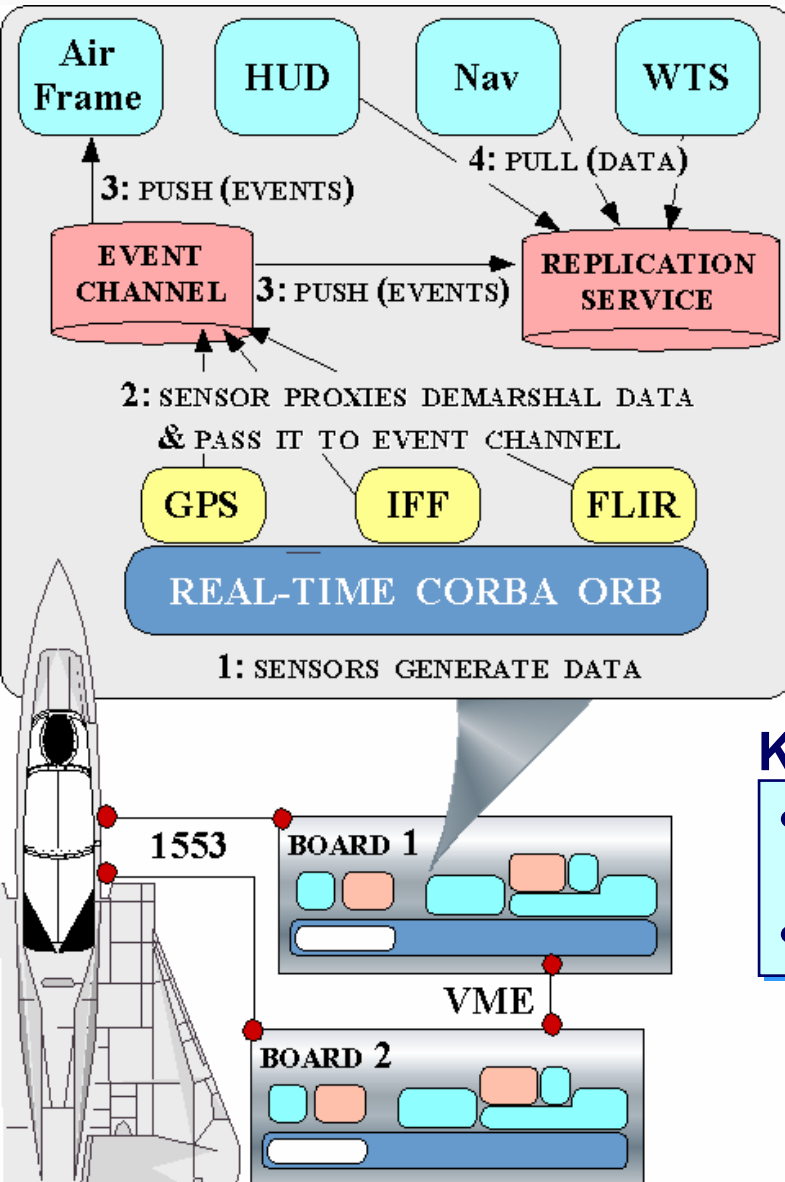 Air
Frame
HUD
Nav
WTS
4: PULL (DATA)
3: PUSH (EVENTS)
EVENT
CHANNEL
3: PUSH (EVENTS)
REPLICATION
SERVICE
2: SENSOR PROXIES DEMARSHAL DATA
& PASS IT TO EVENT CHANNEL
GPS
IFF
FLIR
REAL-TIME CORBA ORB
1: SENSORS GENERATE DATA
K
1553
BOARD 1
VME
BOARD 2